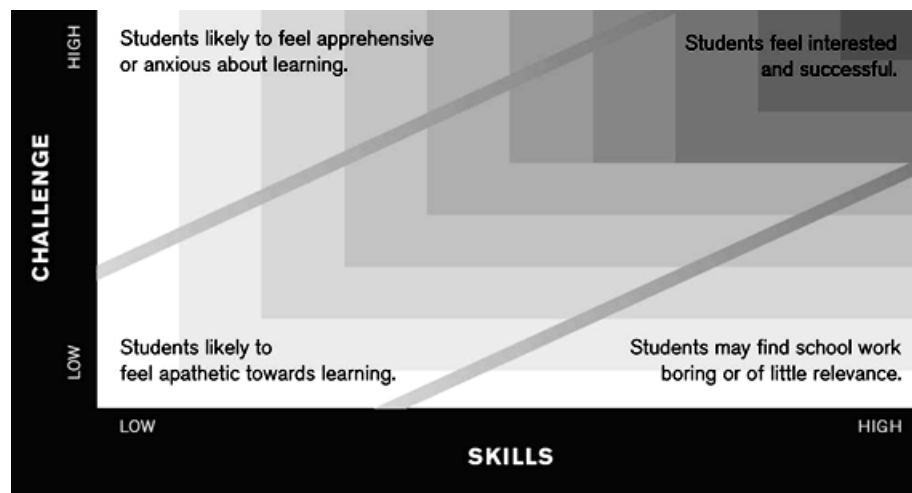 HIGH
Students likely to feel apprehensive
or anxious about learning.
Students feel interested
and successful.
CHALLENGE
LOW
Students likely to
feel apathetic towards learning.
Students may find school work
boring or of little relevance.
LOW
HIGH
SKILLS